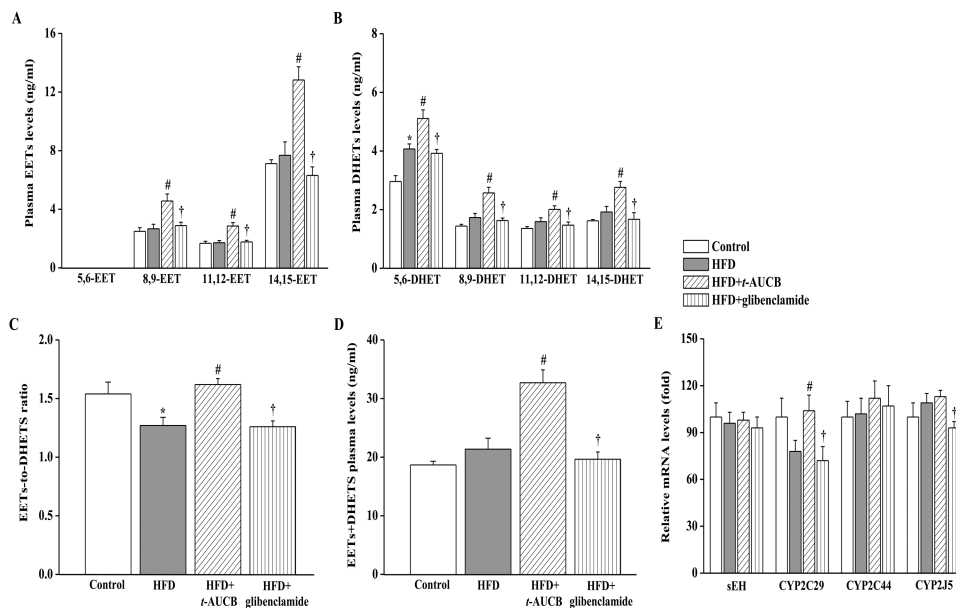 A
Plasma EETs levels (ng/ml)
16
12
8
4
0
#
†
#
†
#
†
5,6-EET 8,9-EET 11,12-EET 14,15-EET
B
Plasma DHETs levels (ng/ml)
8
6
4
2
0
*
#
†
#
†
#
†
#
†
5,6-DHET 8,9-DHET 11,12-DHET 14,15-DHET
Control
HFD
HFD+t-AUCB
HFD+glibenclamide
C
EETs-to-DHETS ratio
2.0
1.5
1.0
0.5
0.0
*
#
†
Control HFD HFD+ HFD+
t-AUCB glibenclamide
D
EETs+DHETS plasma levels (ng/ml)
40
30
20
10
0
#
†
Control HFD HFD+ HFD+
t-AUCB glibenclamide
E
Relative mRNA levels (fold)
150
120
90
60
30
0
#
†
†
sEH CYP2C29 CYP2C44 CYP2J5